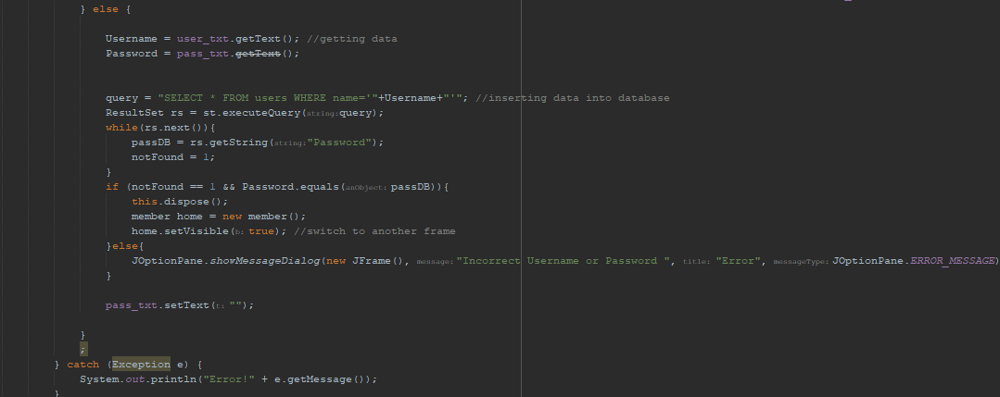 } else {
Username = user_txt.getText(); //getting data
Password = pass_txt.getText();
query = "SELECT * FROM users WHERE name='"+Username+"'"; //inserting data into database
ResultSet rs = st.executeQuery(string: query);
while(rs.next()){
passDB = rs.getString(string: "Password");
notFound = 1;
}
if (notFound == 1 && Password.equals(anObject: passDB)){
this.dispose();
member home = new member();
home.setVisible(b: true); //switch to another frame
}else{
JOptionPane.showMessageDialog(new JFrame(), message: "Incorrect Username or Password ", title: "Error", messageType: JOptionPane.ERROR_MESSAGE)
}
pass_txt.setText(t: "");
}
;
} catch (Exception e) {
System.out.println("Error!" + e.getMessage());
}